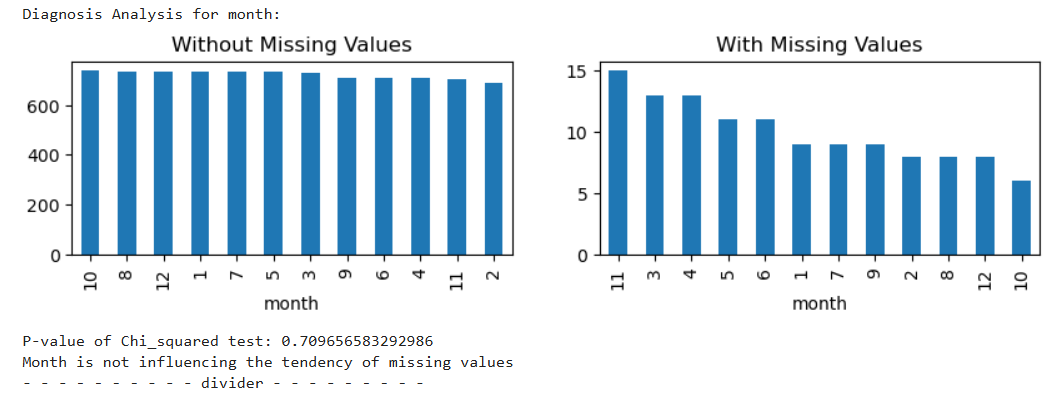 Diagnosis Analysis for month:
Without Missing Values
600
400
200
0
10 8 12 1 7 5 3 9 6 4 11 2
month
With Missing Values
15
10
5
0
11 3 4 5 6 1 7 9 2 8 12 10
month
P-value of Chi_squared test: 0.709656583292986
Month is not influencing the tendency of missing values
- - - - - - - - - - divider - - - - - - - - -